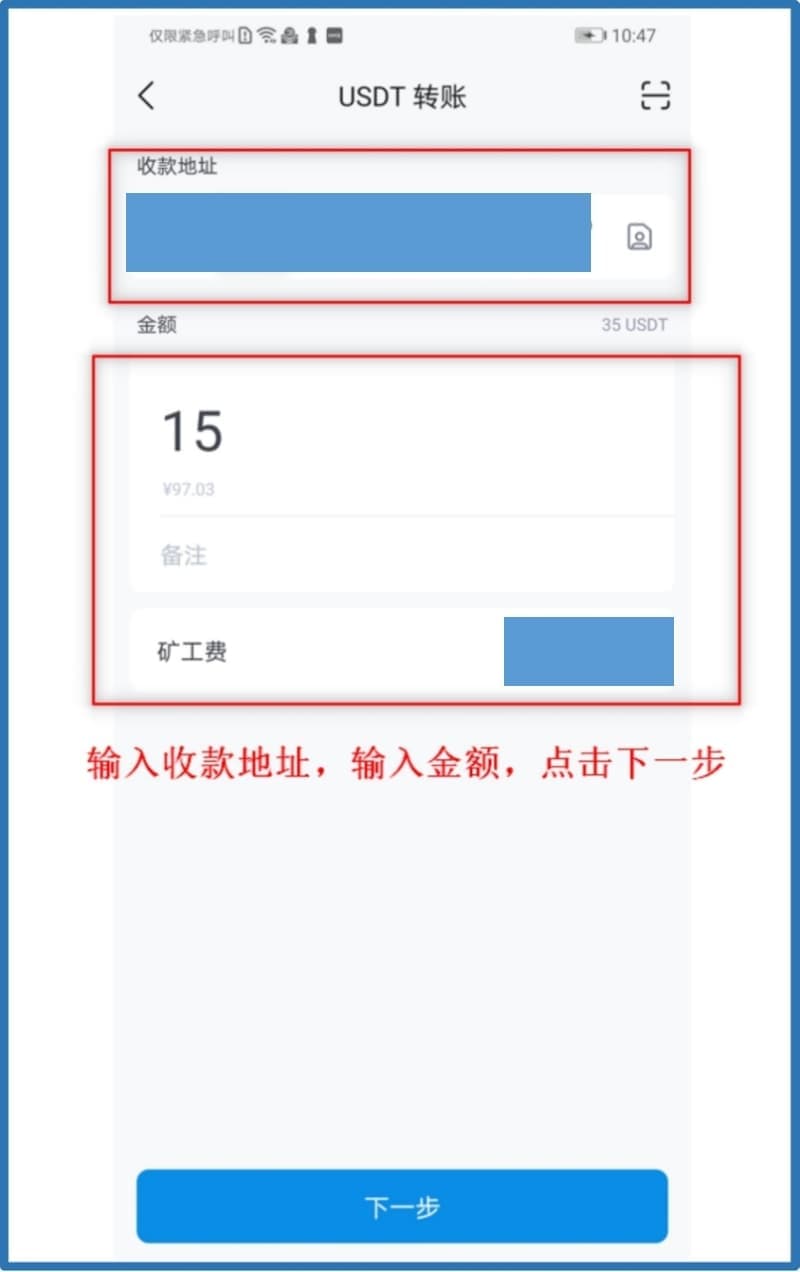 仅限紧急呼叫
10:47
USDT 转账
收款地址
金额
35 USDT
15
¥97.03
备注
矿工费
输入收款地址，输入金额，点击下一步
下一步